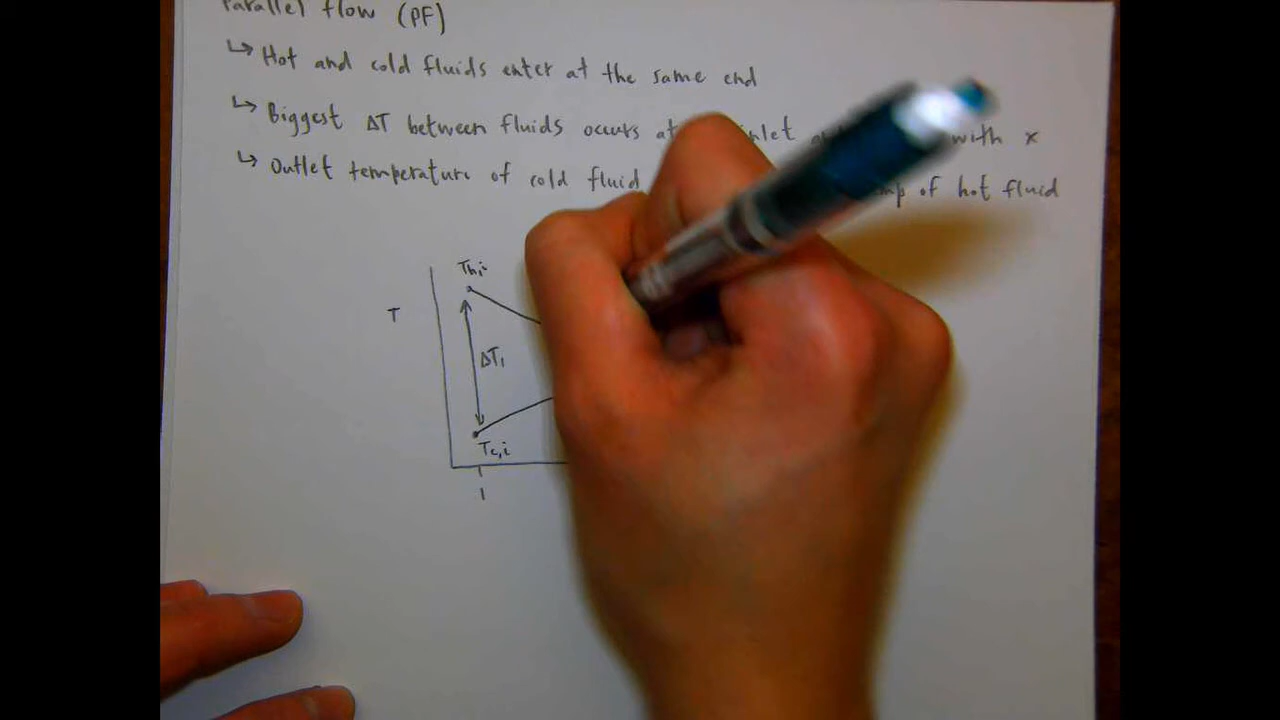 Parallel flow (PF)
↳ Hot and cold fluids enter at the same end
↳ Biggest ΔT between fluids occurs at inlet with x
↳ Outlet temperature of cold fluid of hot fluid
Th,i
T
ΔT1
Tc,i
1